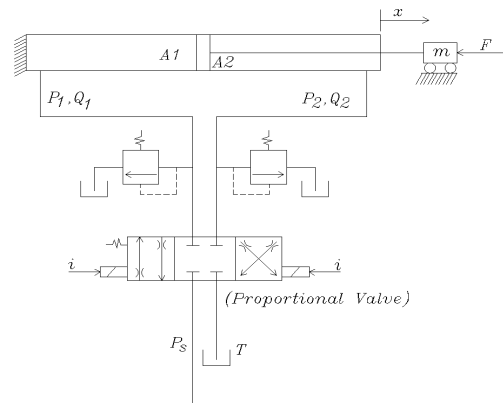 x
A1
A2
m
F
P1,Q1
P2,Q2
i
i
(Proportional Valve)
Ps
T